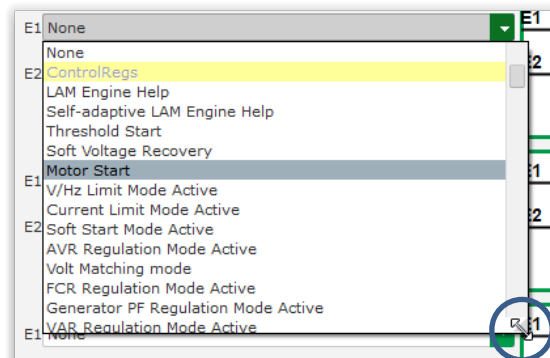 E1 None
E1
None
E2 ControlRegs
E2
LAM Engine Help
Self-adaptive LAM Engine Help
Threshold Start
Soft Voltage Recovery
E1 Motor Start
E1
V/Hz Limit Mode Active
Current Limit Mode Active
E2
E2 Soft Start Mode Active
AVR Regulation Mode Active
Volt Matching mode
FCR Regulation Mode Active
Generator PF Regulation Mode Active
VAR Regulation Mode Active
E1
E1 None